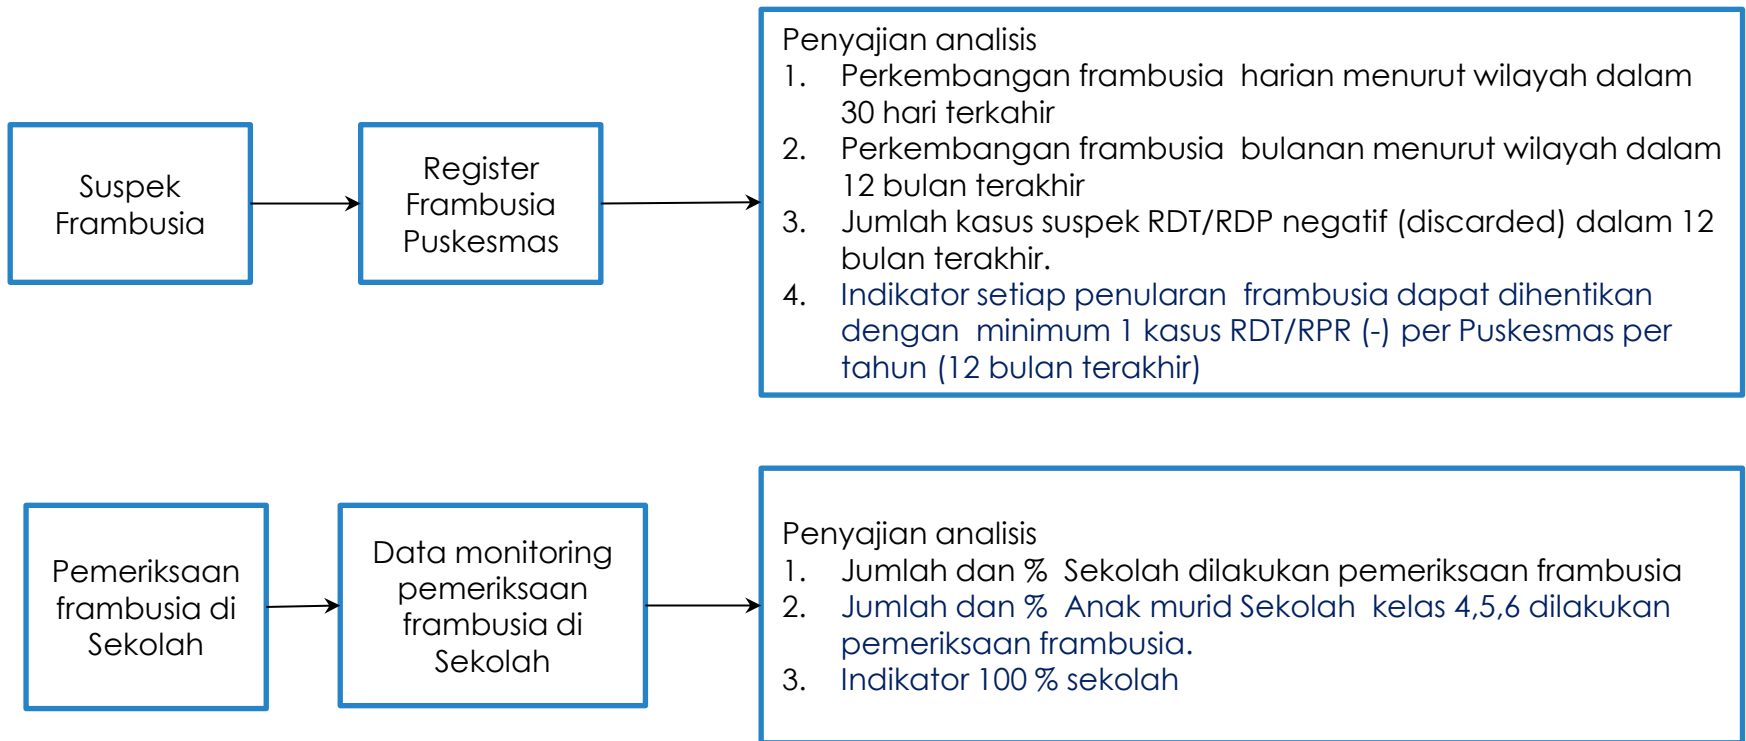 Suspek
Frambusia
Register
Frambusia
Puskesmas
Penyajian analisis
1. Perkembangan frambusia harian menurut wilayah dalam
30 hari terkahir
2. Perkembangan frambusia bulanan menurut wilayah dalam
12 bulan terakhir
3. Jumlah kasus suspek RDT/RDP negatif (discarded) dalam 12
bulan terakhir.
4. Indikator setiap penularan frambusia dapat dihentikan
dengan minimum 1 kasus RDT/RPR (-) per Puskesmas per
tahun (12 bulan terakhir)
Pemeriksaan
frambusia di
Sekolah
Data monitoring
pemeriksaan
frambusia di
Sekolah
Penyajian analisis
1. Jumlah dan % Sekolah dilakukan pemeriksaan frambusia
2. Jumlah dan % Anak murid Sekolah kelas 4,5,6 dilakukan
pemeriksaan frambusia.
3. Indikator 100 % sekolah